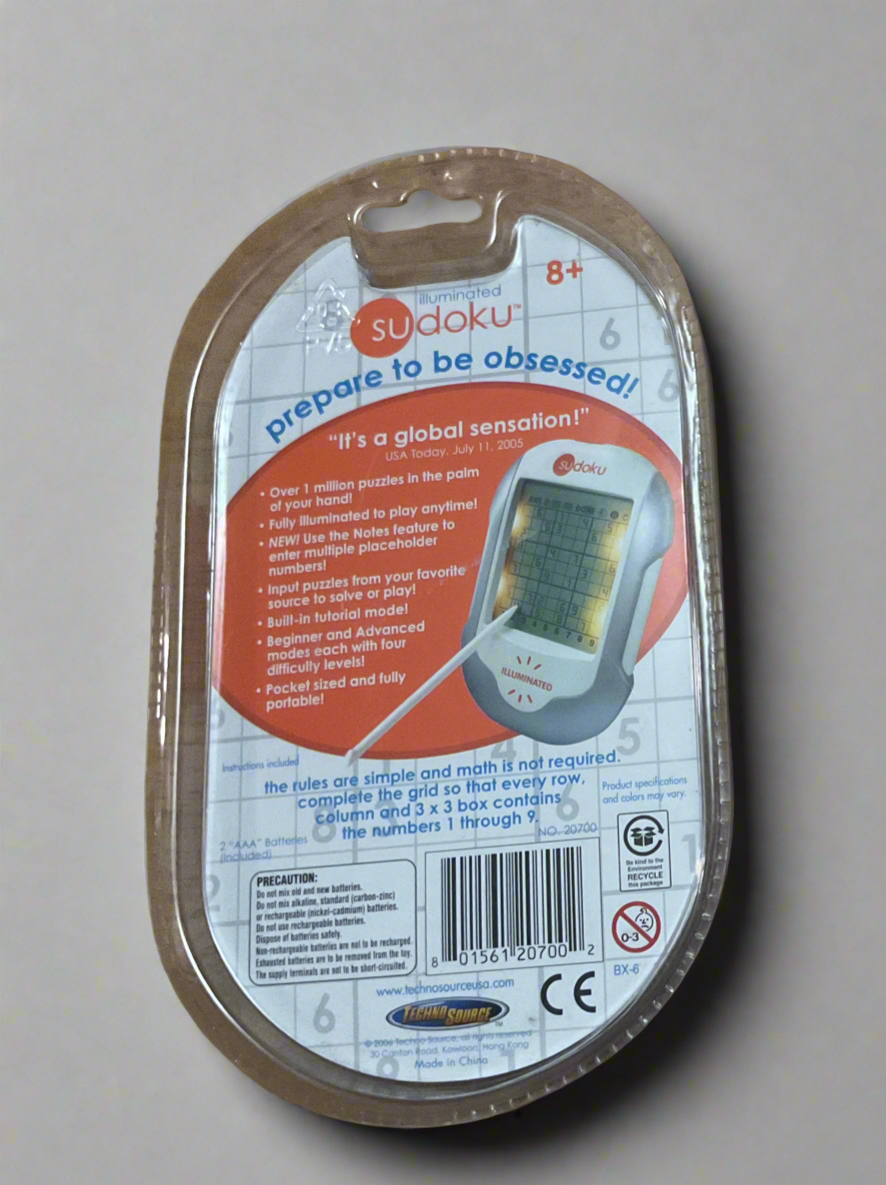 8+
illuminated
sudoku™
prepare to be obsessed!
"It's a global sensation!"
USA Today, July 11, 2005
• Over 1 million puzzles in the palm
of your hand!
• Fully illuminated to play anytime!
• NEW! Use the Notes feature to
enter multiple placeholder
numbers!
• Input puzzles from your favorite
source to solve or play!
• Built-in tutorial mode!
• Beginner and Advanced
modes each with four
difficulty levels!
• Pocket sized and fully
portable!
sudoku
ILLUMINATED
Instructions included
the rules are simple and math is not required.
complete the grid so that every row,
column and 3 x 3 box contains
the numbers 1 through 9.
Product specifications
and colors may vary.
NO. 20700
2 "AAA" Batteries
(included)
PRECAUTION:
Do not mix old and new batteries.
Do not mix alkaline, standard (carbon-zinc)
or rechargeable (nickel-cadmium) batteries.
Do not use rechargeable batteries.
Dispose of batteries safely.
Non-rechargeable batteries are not to be recharged.
Exhausted batteries are to be removed from the toy.
The supply terminals are not to be short-circuited.
8 01561 20700 2
Be kind to the
Environment
RECYCLE
this package
0-3
BX-6
www.technosourceusa.com
CE
TECHNO SOURCE™
© 2006 Techno Source, all rights reserved
30 Canton Road, Kowloon, Hong Kong
Made in China